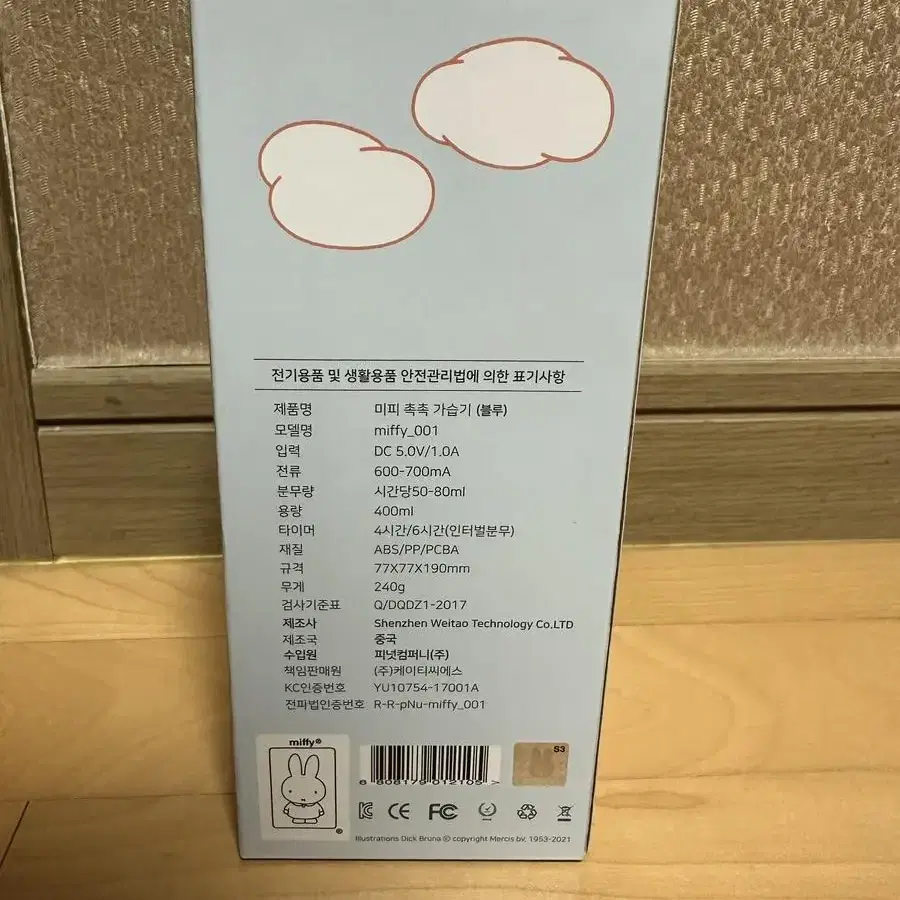 전기용품 및 생활용품 안전관리법에 의한 표기사항
제품명 미피 촉촉 가습기 (블루)
모델명 miffy_001
입력 DC 5.0V/1.0A
전류 600-700mA
분무량 시간당50-80ml
용량 400ml
타이머 4시간/6시간(인터벌분무)
재질 ABS/PP/PCBA
규격 77X77X190mm
무게 240g
검사기준표 Q/DQDZ1-2017
제조사 Shenzhen Weitao Technology Co.LTD
제조국 중국
수입원 피넛컴퍼니(주)
책임판매원 (주)케이티씨에스
KC인증번호 YU10754-17001A
전파법인증번호 R-R-pNu-miffy_001
miffy®
S3
8 808179 012105 >
CE FC
®
Illustrations Dick Bruna © copyright Mercis bv, 1953-2021